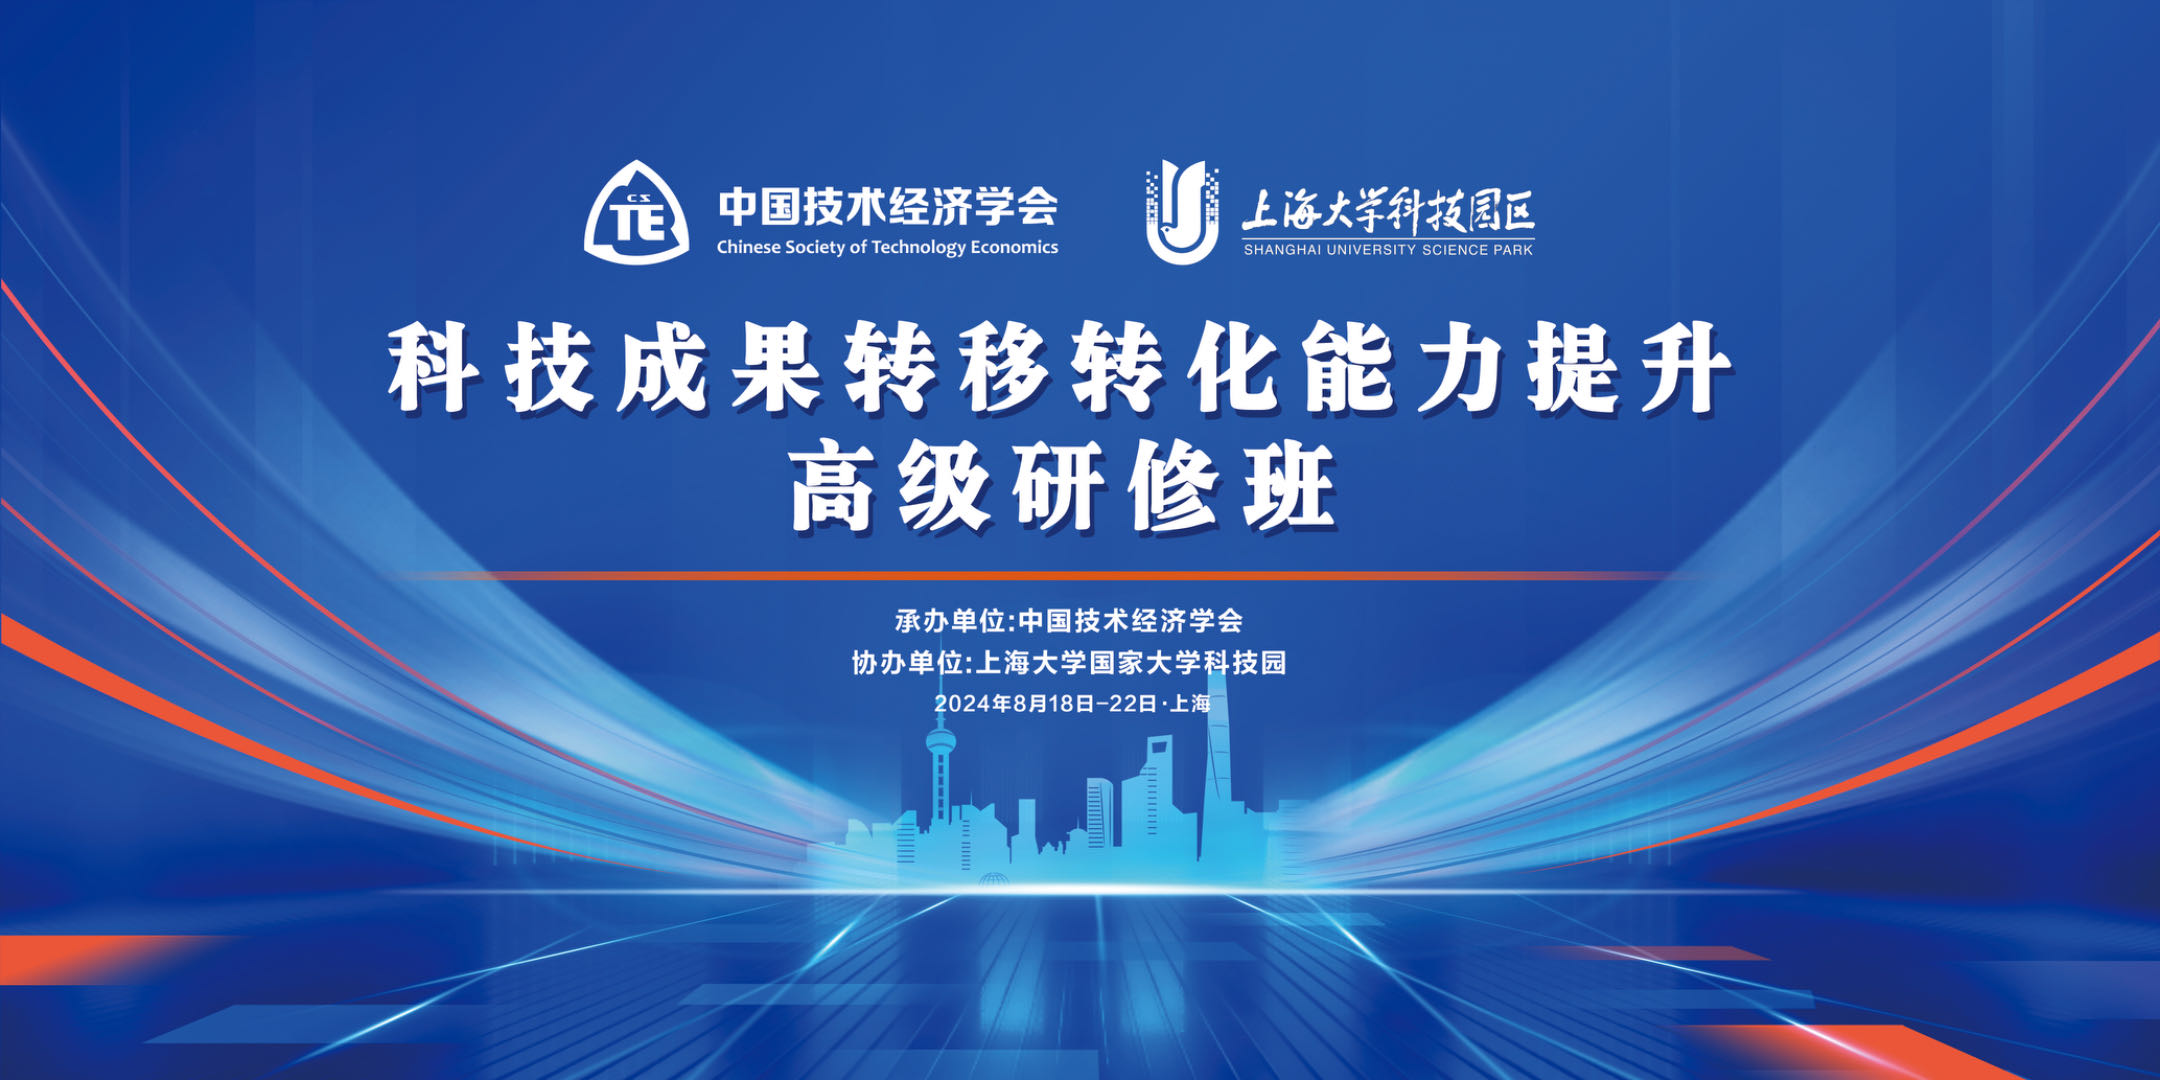 CS
TE
中国技术经济学会
Chinese Society of Technology Economics
上海大学科技园区
SHANGHAI UNIVERSITY SCIENCE PARK
科技成果转移转化能力提升
高级研修班
承办单位:中国技术经济学会
协办单位:上海大学国家大学科技园
2024年8月18日-22日·上海